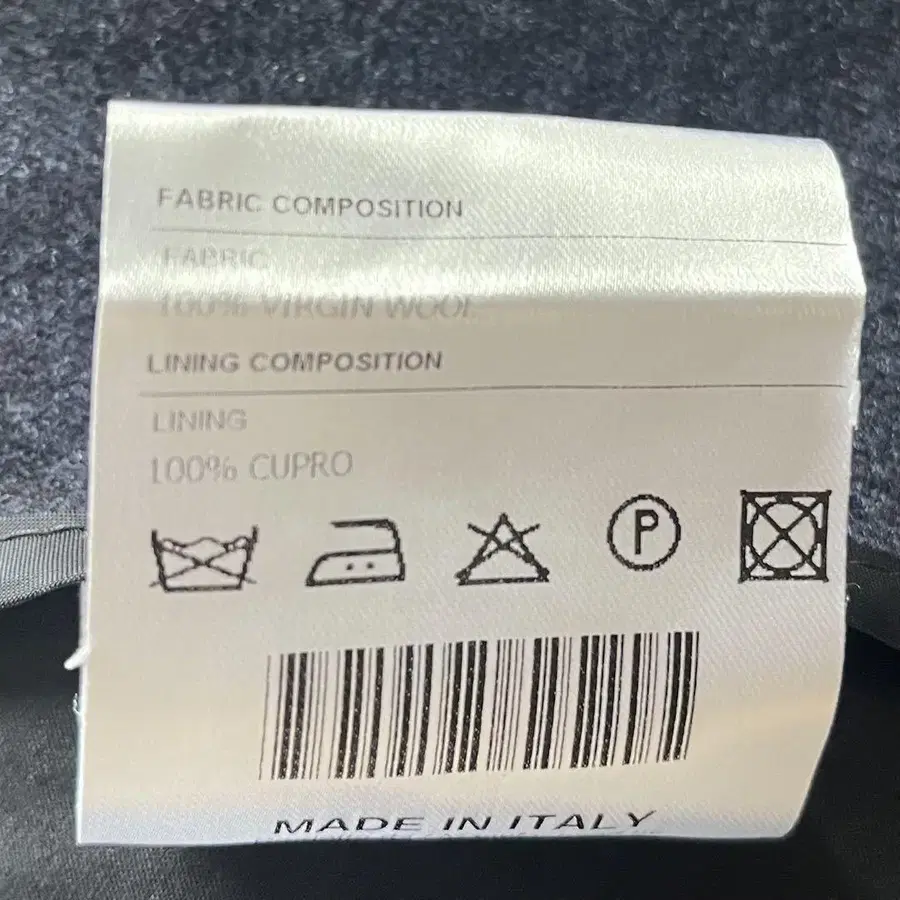 FABRIC COMPOSITION
FABRIC
100% VIRGIN WOOL
LINING COMPOSITION
LINING
100% CUPRO
P
MADE IN ITALY